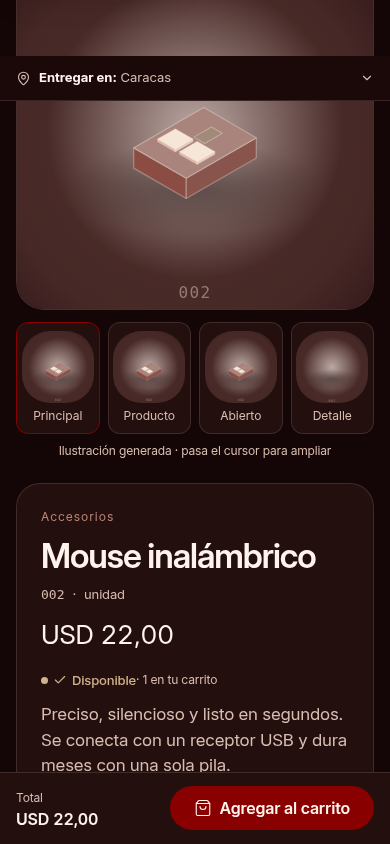 Entregar en: Caracas
002
Principal
Producto
Abierto
Detalle
Ilustración generada · pasa el cursor para ampliar
Accesorios
Mouse inalámbrico
002 · unidad
USD 22,00
Disponible · 1 en tu carrito
Preciso, silencioso y listo en segundos.
Se conecta con un receptor USB y dura
meses con una sola pila.
Total
USD 22,00
Agregar al carrito